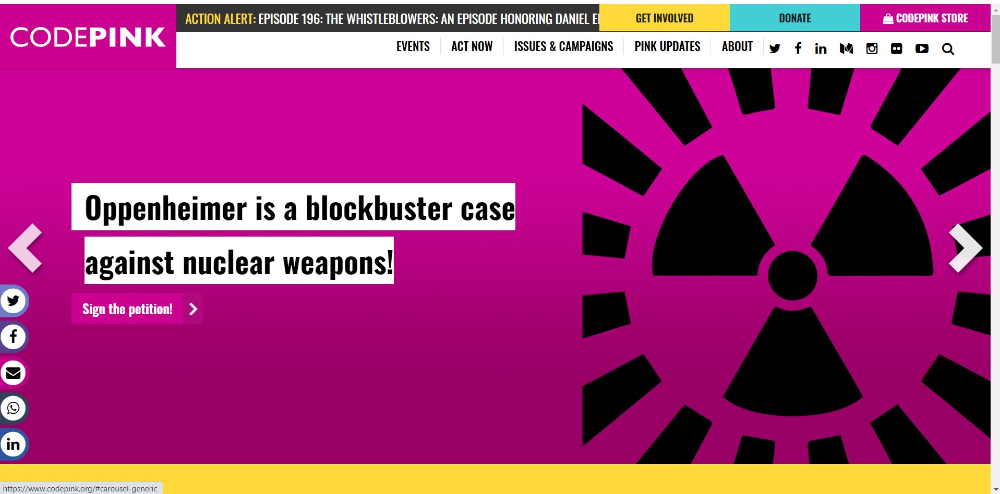 CODEPINK
ACTION ALERT: EPISODE 196: THE WHISTLEBLOWERS: AN EPISODE HONORING DANIEL
GET INVOLVED
DONATE
CODEPINK STORE
EVENTS
ACT NOW
ISSUES & CAMPAIGNS
PINK UPDATES
ABOUT
Oppenheimer is a blockbuster case
against nuclear weapons!
Sign the petition!
https://www.codepink.org/#carousel-generic